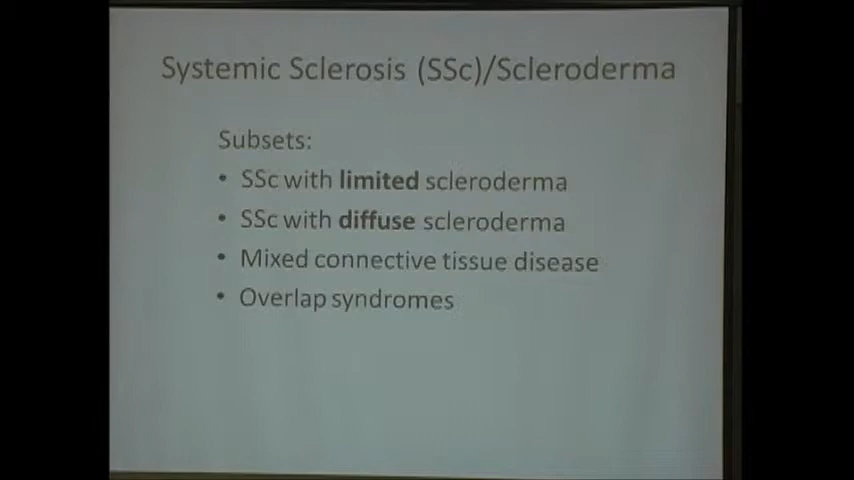 Systemic Sclerosis (SSc)/Scleroderma
Subsets:
• SSc with limited scleroderma
• SSc with diffuse scleroderma
• Mixed connective tissue disease
• Overlap syndromes